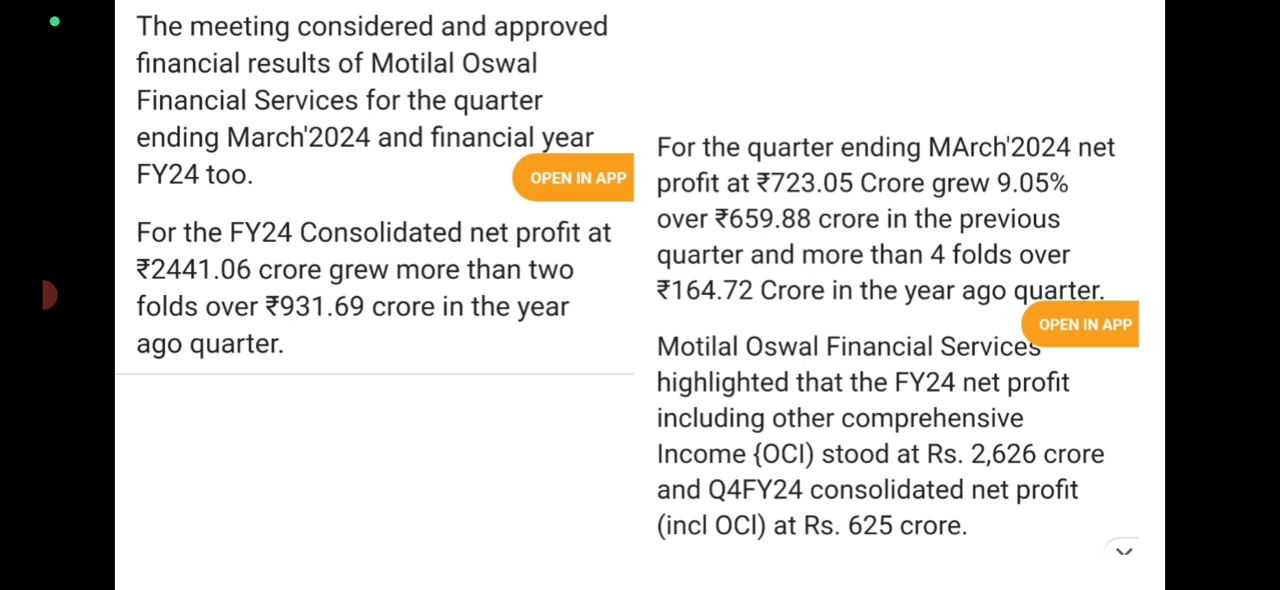 The meeting considered and approved
financial results of Motilal Oswal
Financial Services for the quarter
ending March'2024 and financial year
FY24 too.
OPEN IN APP
For the FY24 Consolidated net profit at
₹2441.06 crore grew more than two
folds over ₹931.69 crore in the year
ago quarter.
For the quarter ending MArch'2024 net
profit at ₹723.05 Crore grew 9.05%
over ₹659.88 crore in the previous
quarter and more than 4 folds over
₹164.72 Crore in the year ago quarter.
OPEN IN APP
Motilal Oswal Financial Services
highlighted that the FY24 net profit
including other comprehensive
Income {OCI) stood at Rs. 2,626 crore
and Q4FY24 consolidated net profit
(incl OCI) at Rs. 625 crore.